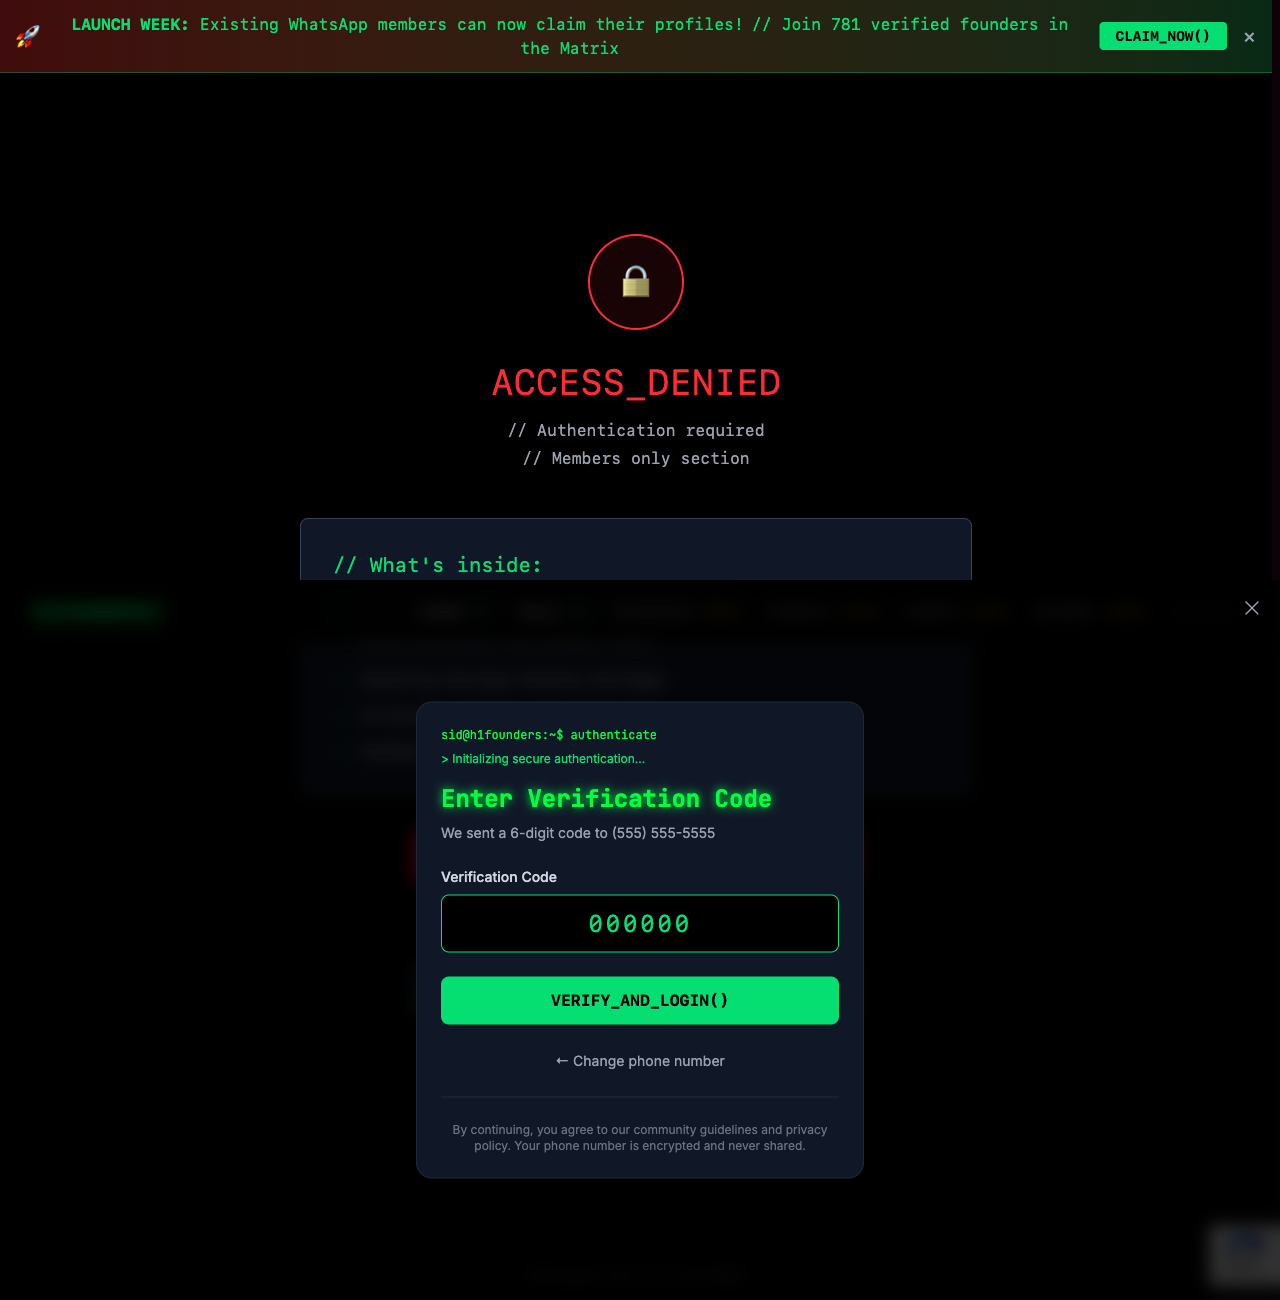 LAUNCH WEEK: Existing WhatsApp members can now claim their profiles! // Join 781 verified founders in
the Matrix
CLAIM_NOW()
×
ACCESS_DENIED
// Authentication required
// Members only section
// What's inside:
sid@h1founders:~$ authenticate
> Initializing secure authentication...
Enter Verification Code
We sent a 6-digit code to (555) 555-5555
Verification Code
000000
VERIFY_AND_LOGIN()
← Change phone number
By continuing, you agree to our community guidelines and privacy
policy. Your phone number is encrypted and never shared.